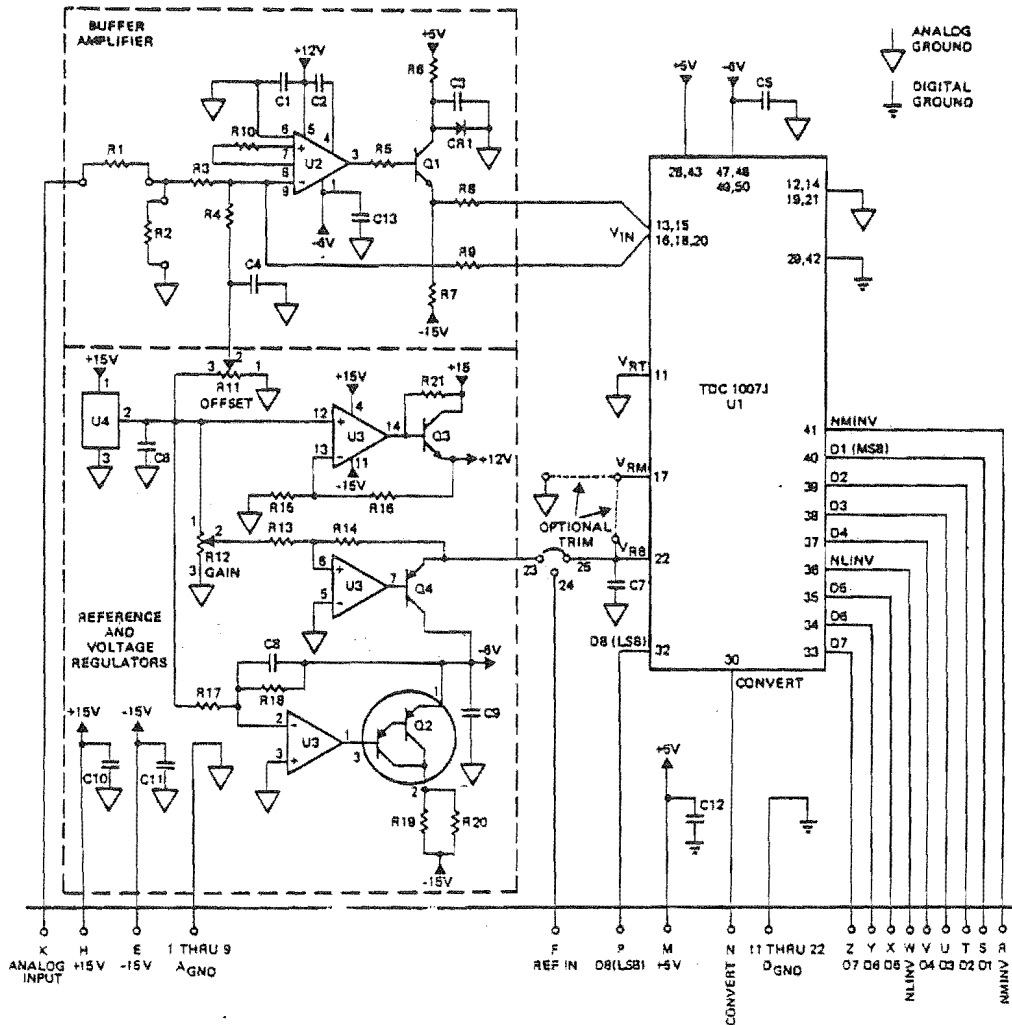 BUFFER
AMPLIFIER
+12V
C1
C2
+5V
R6
C3
CR1
R1
R10
R3
6
7
8
9
5
4
U2
3
1
R5
Q1
R2
R4
C13
-6V
R8
R9
R7
-15V
C4
ANALOG
GROUND
DIGITAL
GROUND
+5V
-6V
C5
28,43
47,48
49,50
12,14
19,21
VIN
13,15
16,18,20
29,42
+15V
1
U4
2
3
C8
3
2
1
R11
OFFSET
+15V
4
12
13
U3
14
11
-15V
R21
+15
Q3
+12V
R15
R16
VRT
11
TDC 1007J
U1
NMINV
41
D1 (MSB)
40
D2
39
D3
38
D4
37
NLINV
36
D5
35
D6
34
D7
33
VRM
17
OPTIONAL
TRIM
VRB
22
23
24
25
C7
D8 (LSB)
32
30
CONVERT
1
2
3
R12
GAIN
R13
R14
6
5
U3
7
Q4
REFERENCE
AND
VOLTAGE
REGULATORS
C8
-6V
R17
R18
2
3
U3
1
3
Q2
1
2
C9
+15V
-15V
C10
C11
R19
R20
-15V
+5V
C12
K
ANALOG
INPUT
H
+15V
E
-15V
1 THRU 9
AGND
F
REF IN
P
D8(LSB)
M
+5V
N
CONVERT
11 THRU 22
DGND
Z
D7
Y
D6
X
D5
W
NLINV
V
D4
U
D3
T
D2
S
D1
R
NMINV